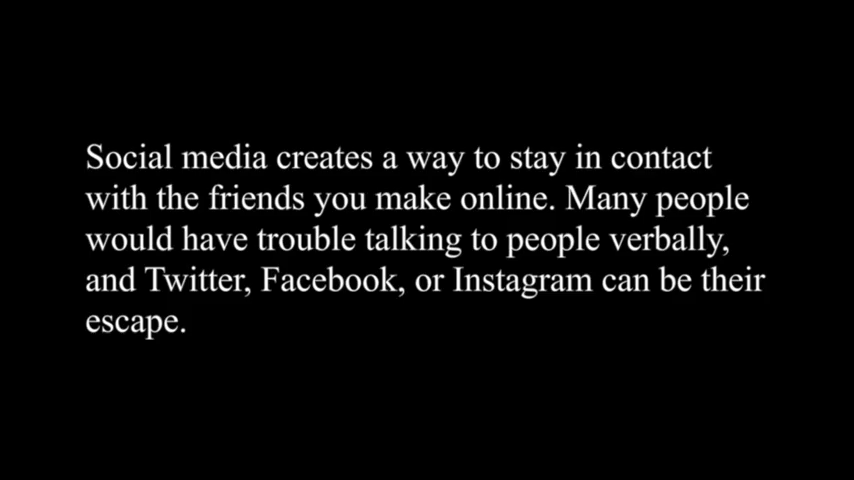 Social media creates a way to stay in contact
with the friends you make online. Many people
would have trouble talking to people verbally,
and Twitter, Facebook, or Instagram can be their
escape.